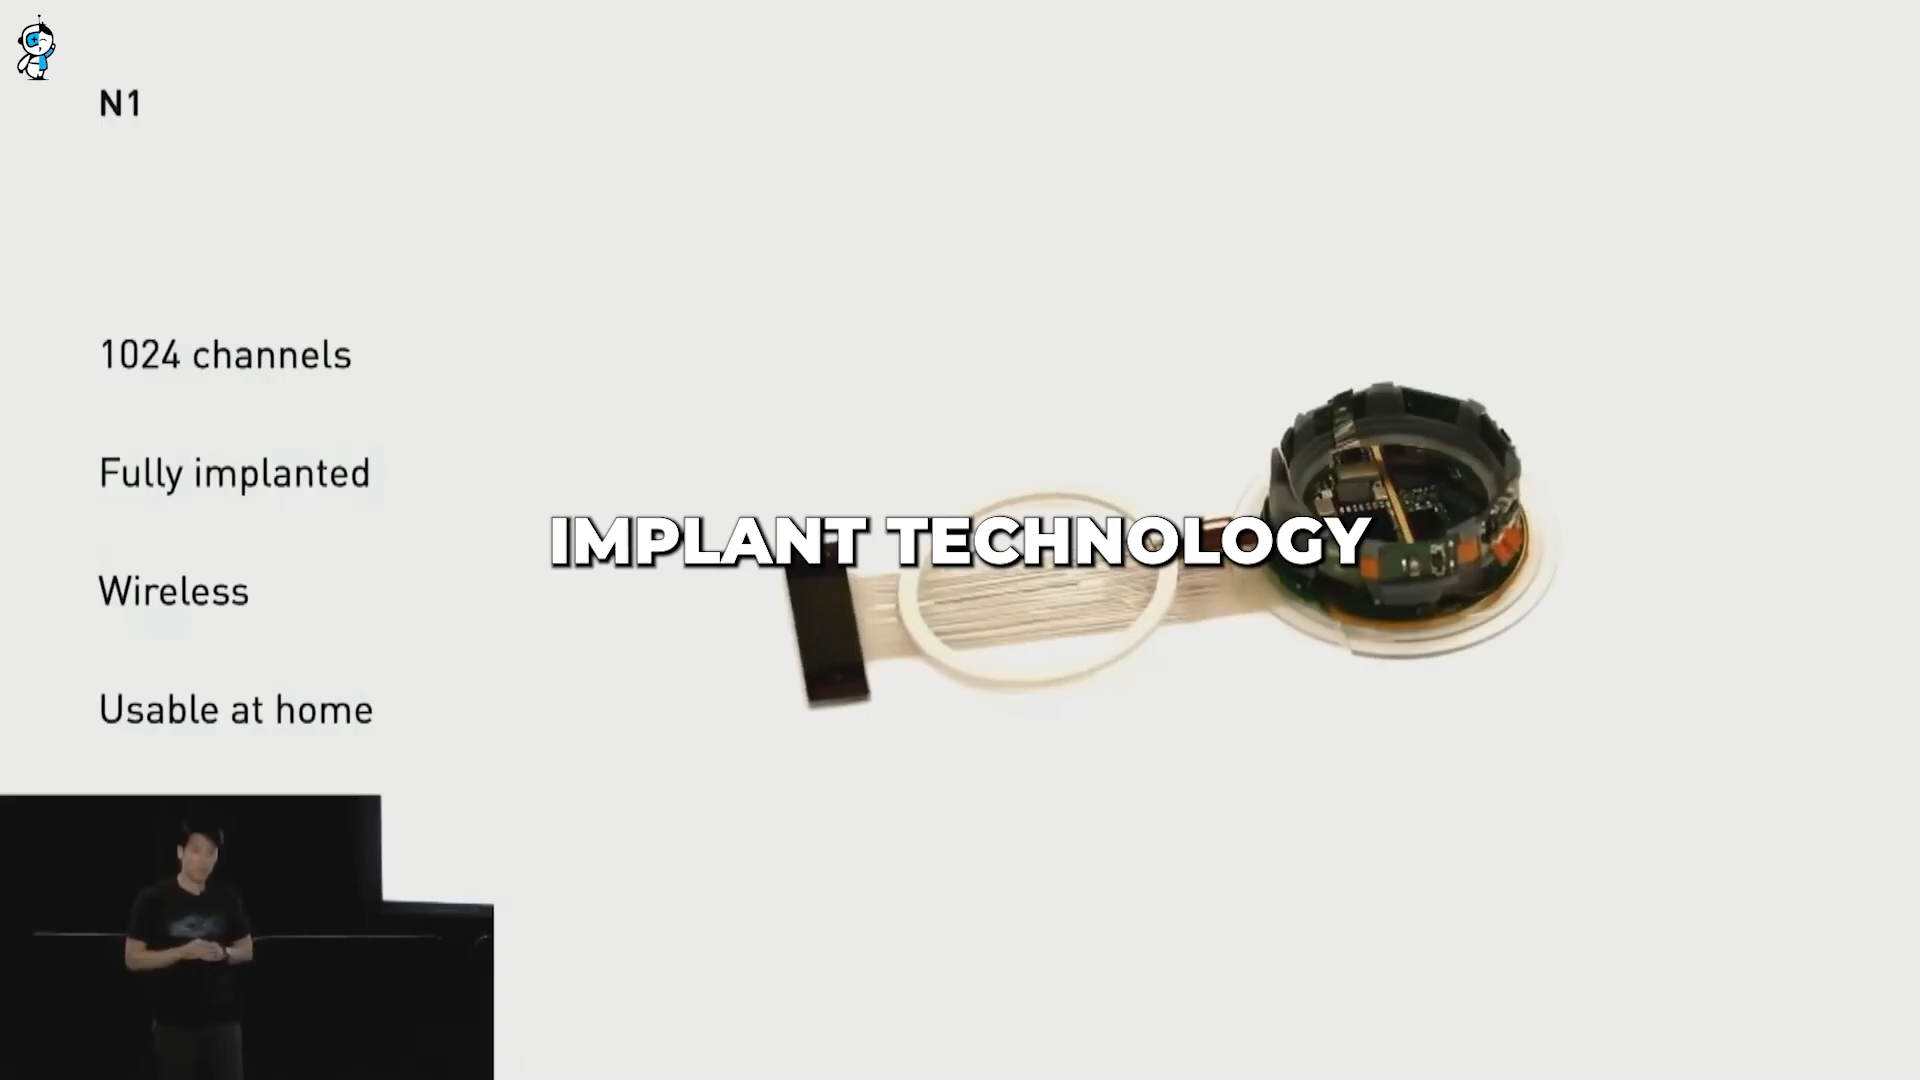 N1
1024 channels
Fully implanted
IMPLANT TECHNOLOGY
Wireless
Usable at home